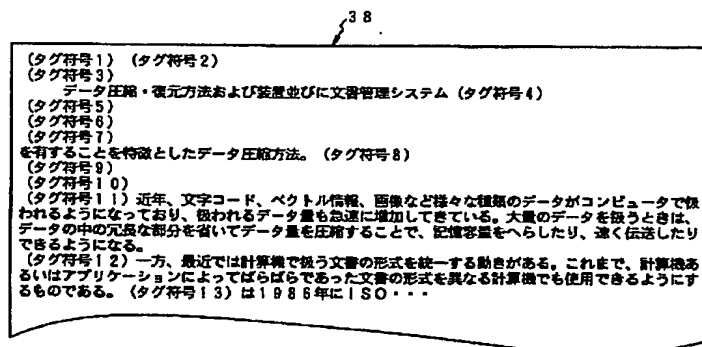 38
(タグ符号1) (タグ符号2)
(タグ符号3)
データ圧縮・復元方法および装置並びに文書管理システム (タグ符号4)
(タグ符号5)
(タグ符号6)
(タグ符号7)
を有することを特徴としたデータ圧縮方法。 (タグ符号8)
(タグ符号9)
(タグ符号10)
(タグ符号11) 近年、文字コード、ベクトル情報、画像など様々な種類のデータがコンピュータで扱
われるようになっており、扱われるデータ量も急速に増加してきている。大量のデータを扱うときは、
データの中の冗長な部分を省いてデータ量を圧縮することで、記憶容量をへらしたり、速く伝送したり
できるようになる。
(タグ符号12) 一方、最近では計算機で扱う文書の形式を統一する動きがある。これまで、計算機あ
るいはアプリケーションによってばらばらであった文書の形式を異なる計算機でも使用できるようにす
るものである。 (タグ符号13) は1986年にISO・・・